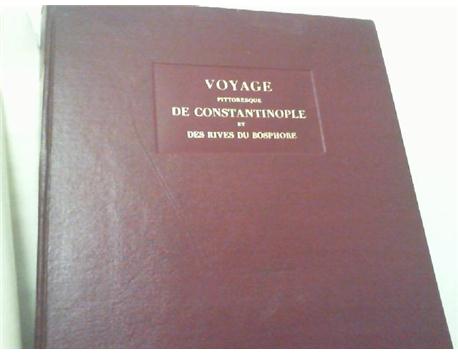 VOYAGE
PITTORESQUE
DE CONSTANTINOPLE
ET
DES RIVES DU BOSPHORE